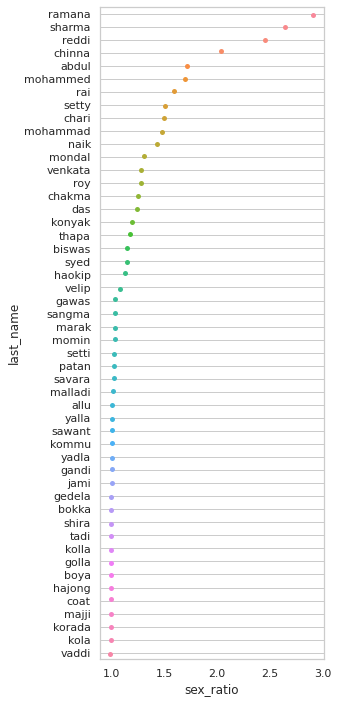 ramana
sharma
reddi
chinna
abdul
mohammed
rai
setty
chari
mohammad
naik
mondal
venkata
roy
chakma
das
konyak
thapa
biswas
syed
haokip
velip
gawas
sangma
marak
momin
setti
patan
savara
malladi
allu
yalla
sawant
kommu
yadla
gandi
jami
gedela
bokka
shira
tadi
kolla
golla
boya
hajong
coat
majji
korada
kola
vaddi
last_name
1.0 1.5 2.0 2.5 3.0
sex_ratio